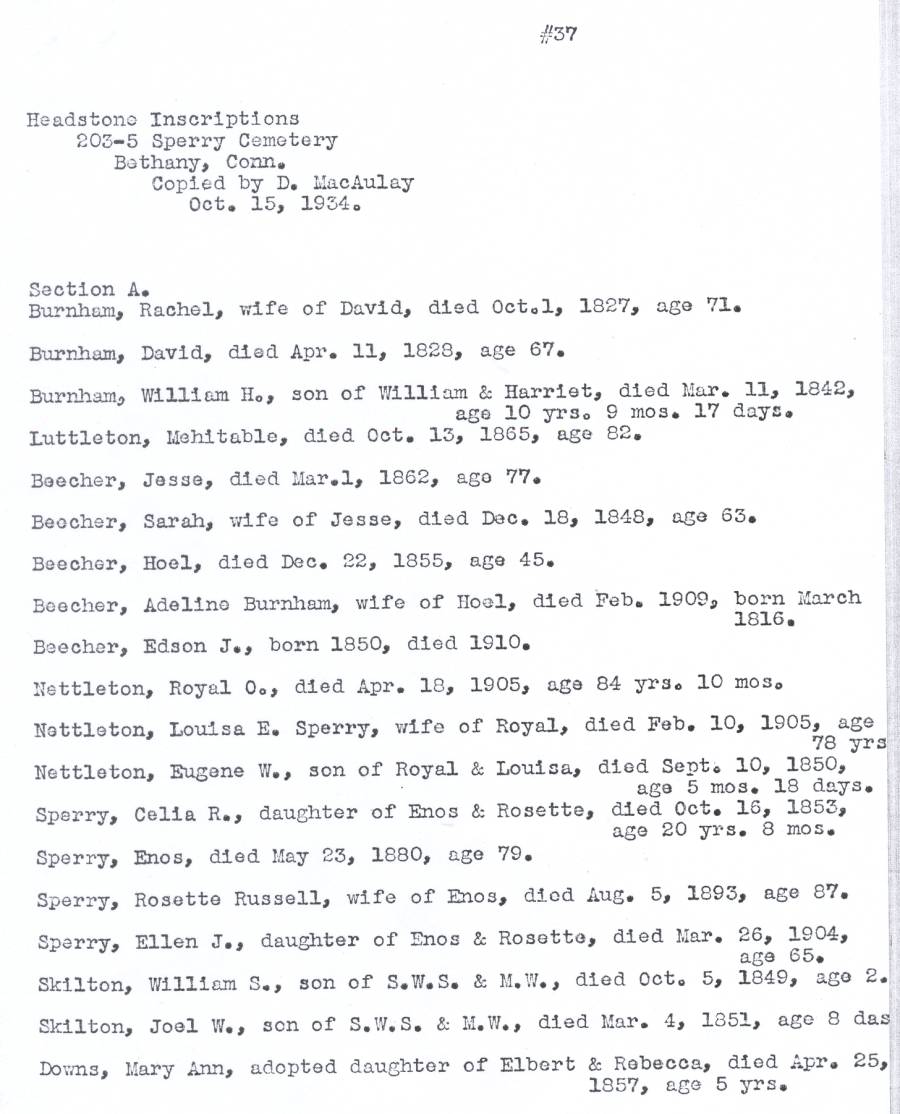 #37
Headstone Inscriptions
203-5 Sperry Cemetery
Bethany, Conn.
Copied by D. MacAulay
Oct. 15, 1934.
Section A.
Burnham, Rachel, wife of David, died Oct.1, 1827, age 71.
Burnham, David, died Apr. 11, 1828, age 67.
Burnham, William H., son of William & Harriet, died Mar. 11, 1842,
age 10 yrs. 9 mos. 17 days.
Luttleton, Mehitable, died Oct. 13, 1865, age 82.
Beecher, Jesse, died Mar.1, 1862, age 77.
Beecher, Sarah, wife of Jesse, died Dec. 18, 1848, age 63.
Beecher, Hoel, died Dec. 22, 1855, age 45.
Beecher, Adeline Burnham, wife of Hoel, died Feb. 1909, born March
1816.
Beecher, Edson J., born 1850, died 1910.
Nettleton, Royal O., died Apr. 18, 1905, age 84 yrs. 10 mos.
Nettleton, Louisa E. Sperry, wife of Royal, died Feb. 10, 1905, age
78 yrs
Nettleton, Eugene W., son of Royal & Louisa, died Sept. 10, 1850,
age 5 mos. 18 days.
Sperry, Celia R., daughter of Enos & Rosette, died Oct. 16, 1853,
age 20 yrs. 8 mos.
Sperry, Enos, died May 23, 1880, age 79.
Sperry, Rosette Russell, wife of Enos, died Aug. 5, 1893, age 87.
Sperry, Ellen J., daughter of Enos & Rosette, died Mar. 26, 1904,
age 65.
Skilton, William S., son of S.W.S. & M.W., died Oct. 5, 1849, age 2.
Skilton, Joel W., son of S.W.S. & M.W., died Mar. 4, 1851, age 8 das
Downs, Mary Ann, adopted daughter of Elbert & Rebecca, died Apr. 25,
1857, age 5 yrs.